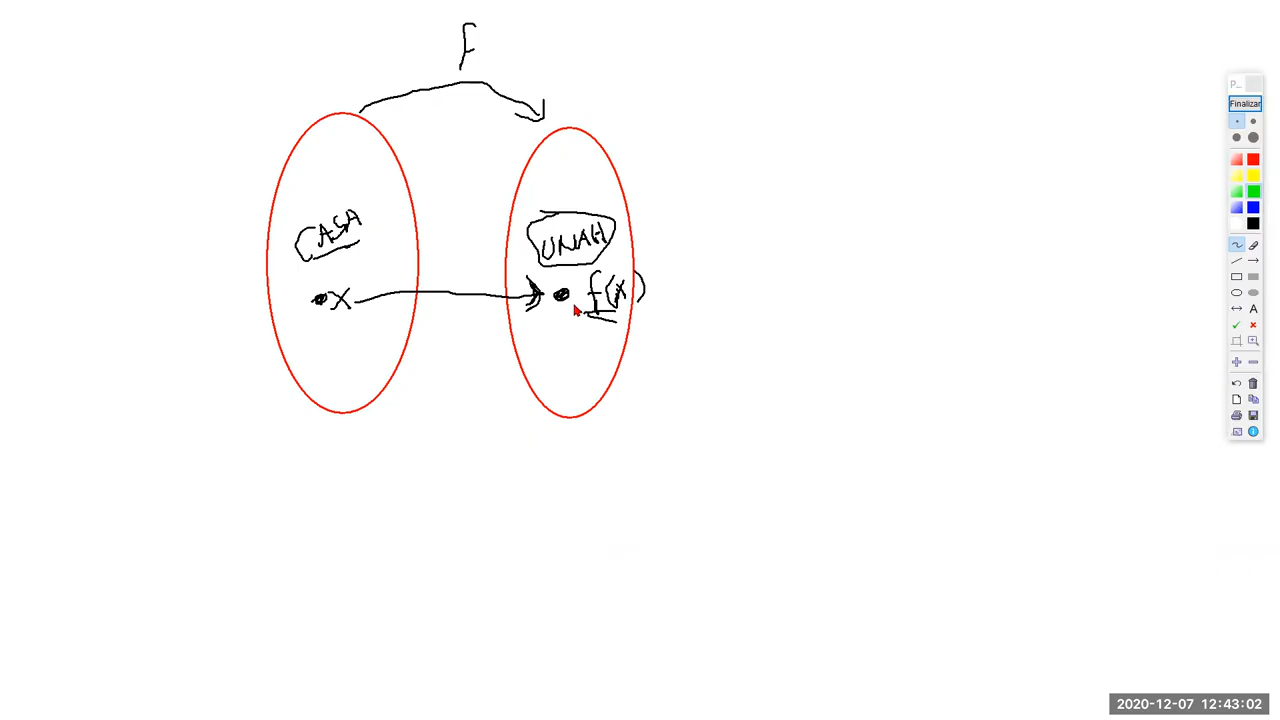 F
CASA
UNAH
x
f(x)
P...
Finalizar
A
2020-12-07 12:43:02